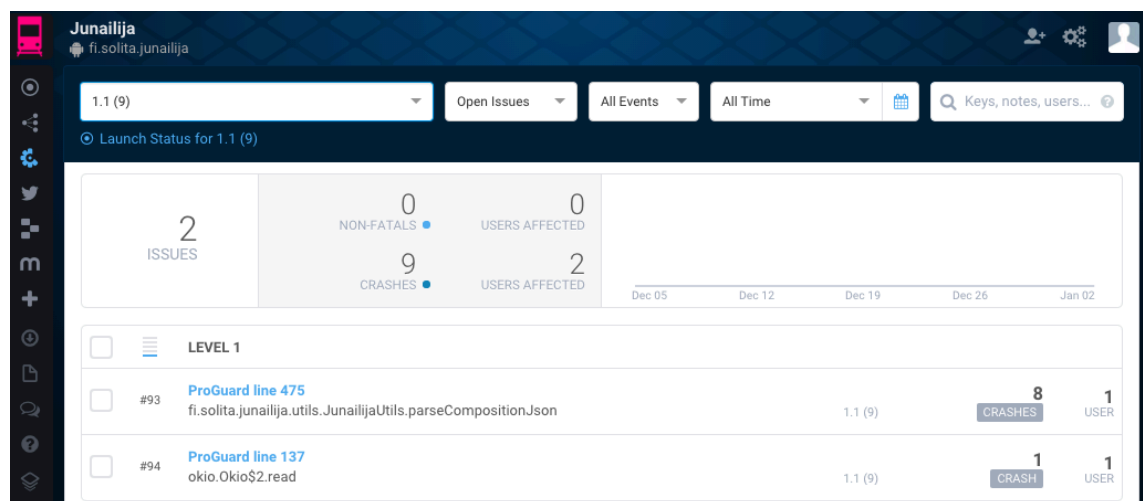 Junailija
fi.solita.junailija
1.1 (9)
Open Issues
All Events
All Time
Keys, notes, users...
Launch Status for 1.1 (9)
2
ISSUES
0
NON-FATALS
0
USERS AFFECTED
9
CRASHES
2
USERS AFFECTED
Dec 05 Dec 12 Dec 19 Dec 26 Jan 02
LEVEL 1
#93
ProGuard line 475
fi.solita.junailija.utils.JunailijaUtils.parseCompositionJson
1.1 (9)
8
CRASHES
1
USER
#94
ProGuard line 137
okio.Okio$2.read
1.1 (9)
1
CRASH
1
USER